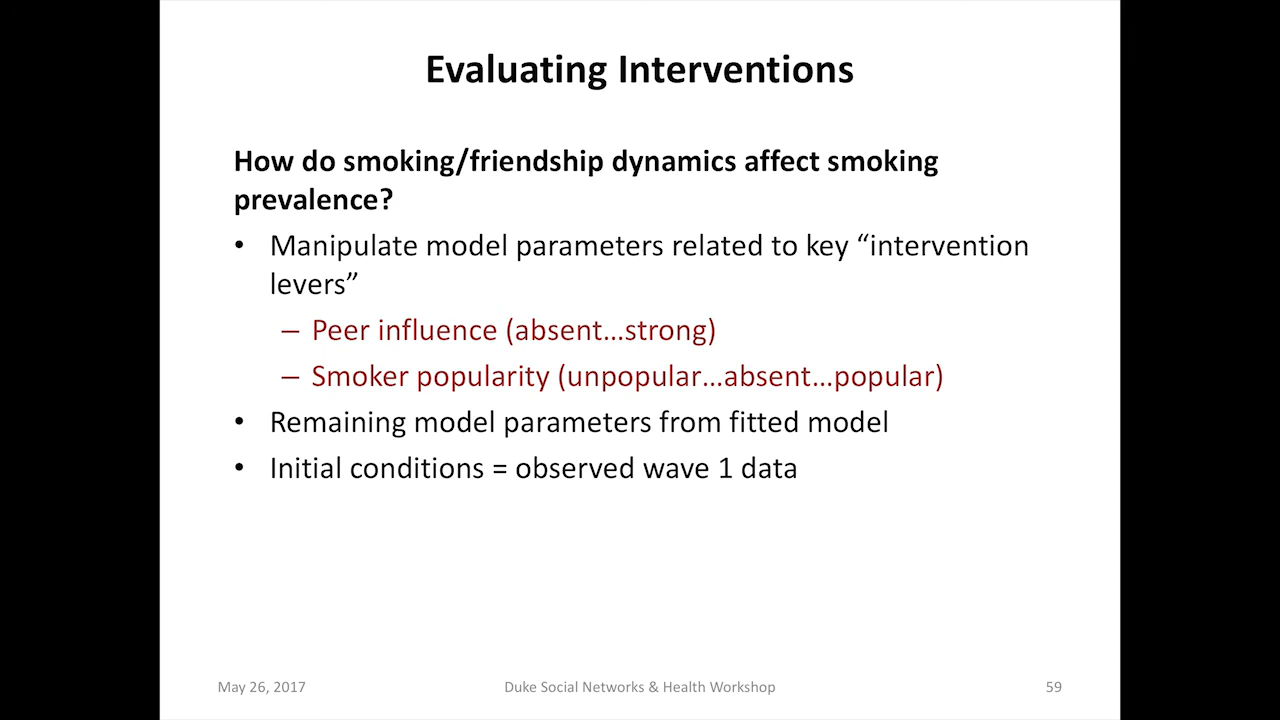 Evaluating Interventions
How do smoking/friendship dynamics affect smoking
prevalence?
• Manipulate model parameters related to key “intervention
levers”
– Peer influence (absent…strong)
– Smoker popularity (unpopular…absent…popular)
• Remaining model parameters from fitted model
• Initial conditions = observed wave 1 data
May 26, 2017 Duke Social Networks & Health Workshop 59